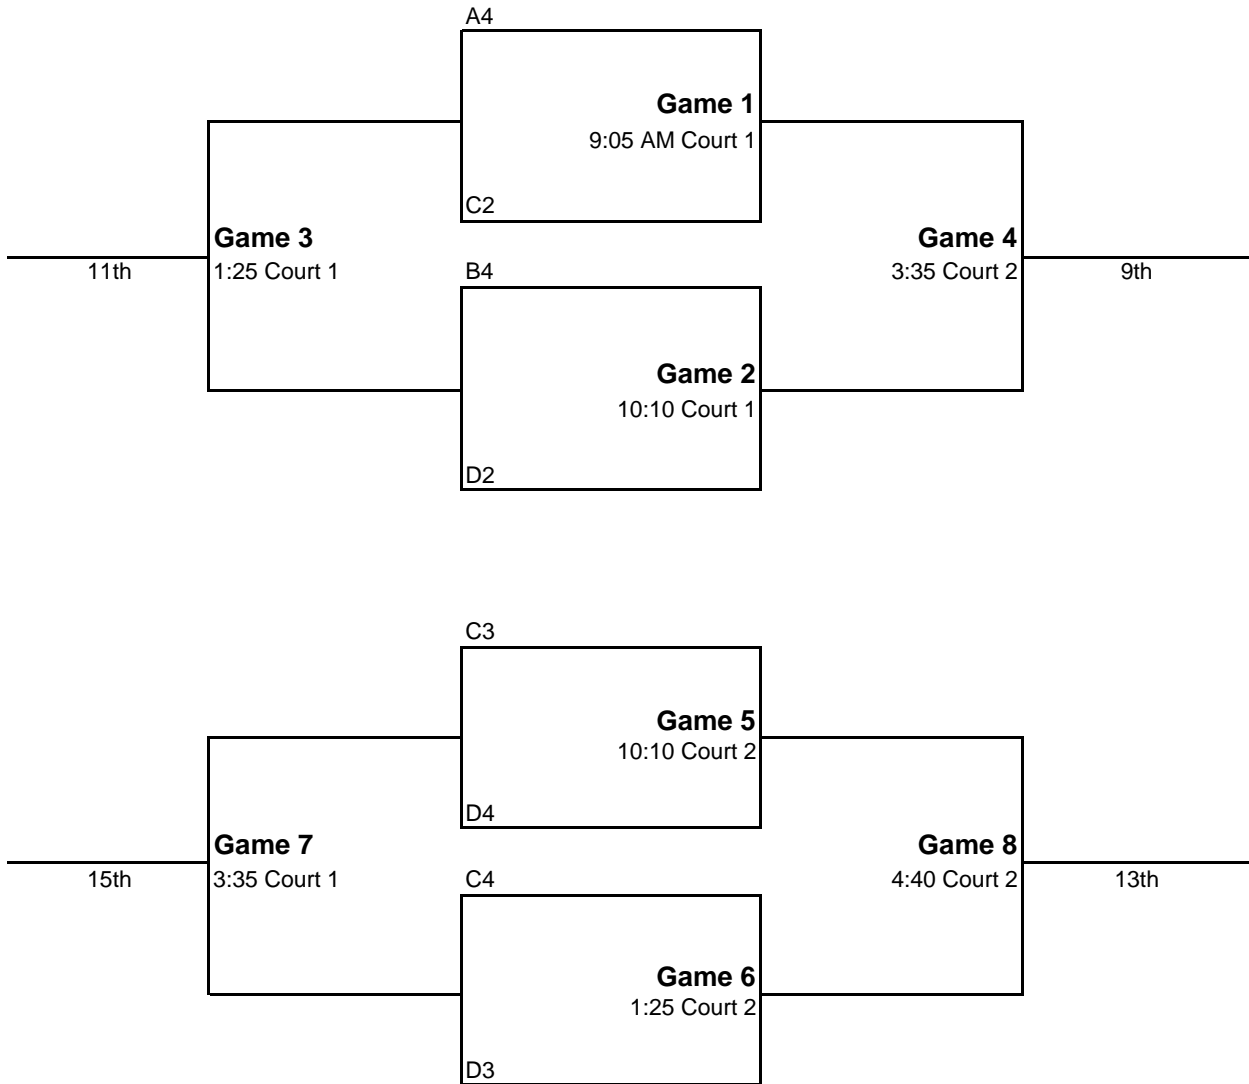 A4
Game 1
9:05 AM Court 1
C2
Game 3
Game 4
11th
1:25 Court 1
B4
3:35 Court 2
9th
Game 2
10:10 Court 1
D2
C3
Game 5
10:10 Court 2
D4
Game 7
Game 8
15th
3:35 Court 1
C4
4:40 Court 2
13th
Game 6
1:25 Court 2
D3